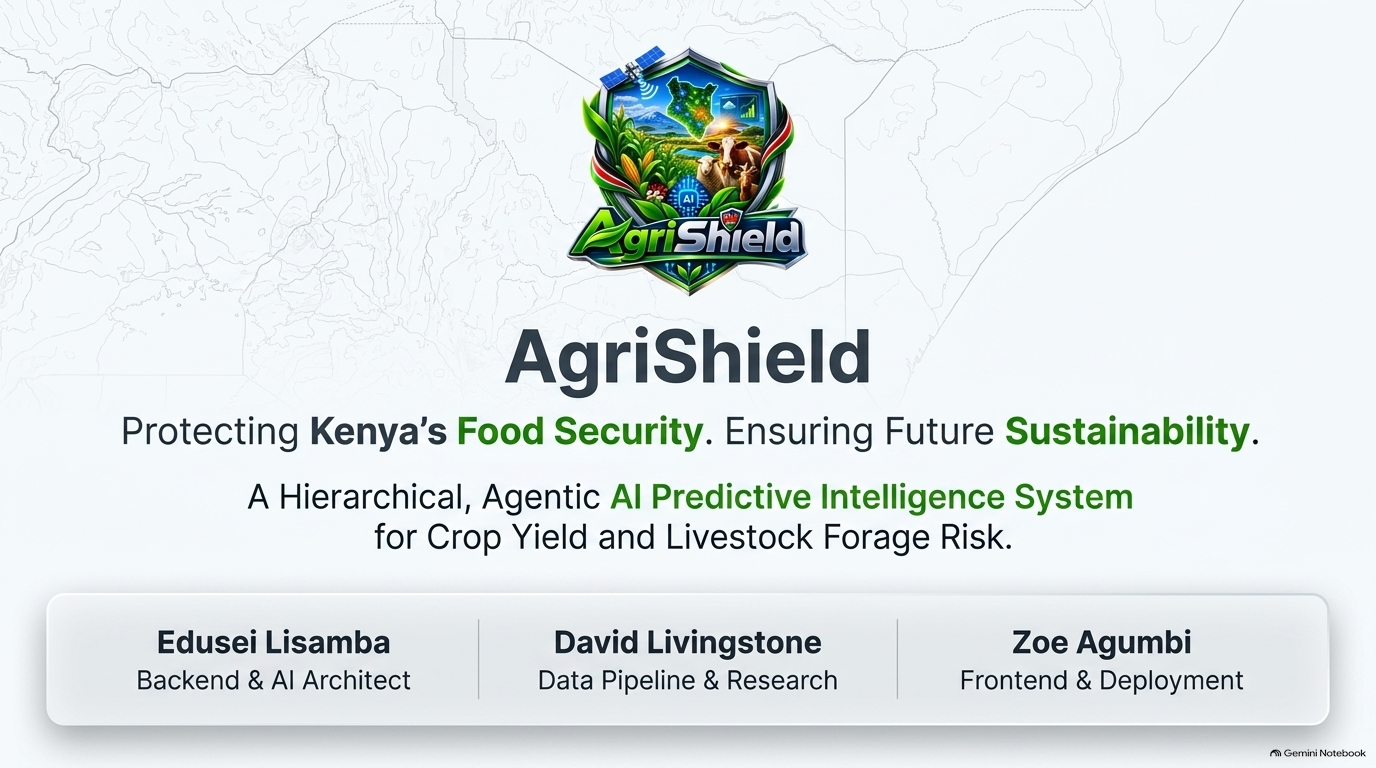 AI
AgriShield
AgriShield
Protecting Kenya’s Food Security. Ensuring Future Sustainability.
A Hierarchical, Agentic AI Predictive Intelligence System
for Crop Yield and Livestock Forage Risk.
Edusei Lisamba
Backend & AI Architect
David Livingstone
Data Pipeline & Research
Zoe Agumbi
Frontend & Deployment
Gemini Notebook